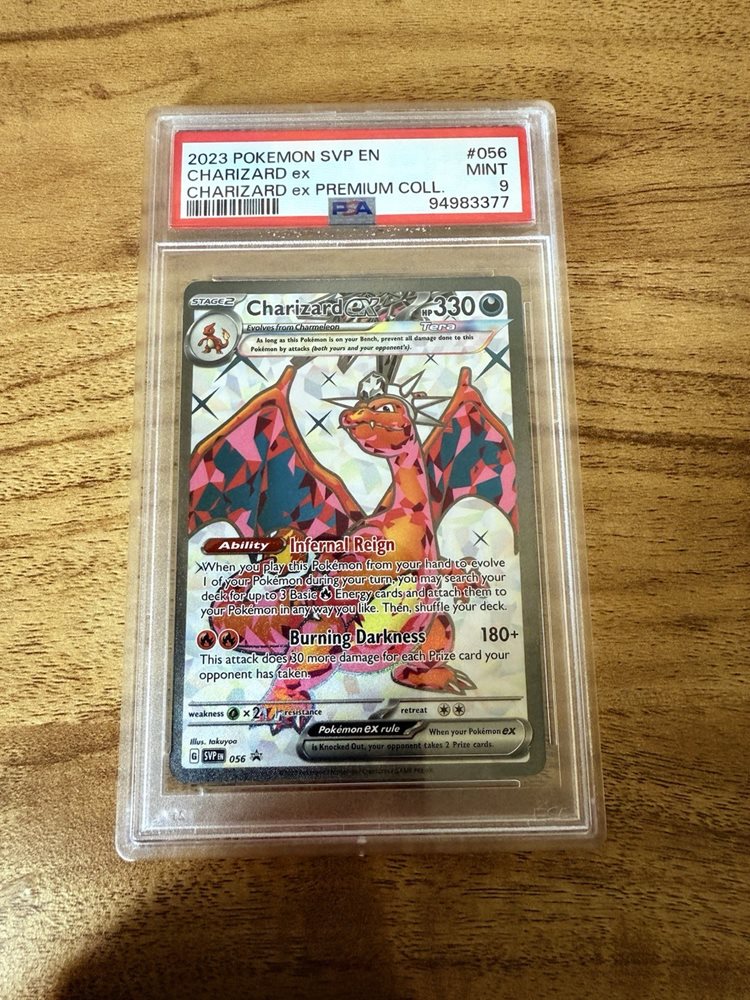 2023 POKEMON SVP EN #056
CHARIZARD ex MINT
CHARIZARD ex PREMIUM COLL. 9
PSA 94983377
STAGE 2 Charizard ex HP 330
Evolves from Charmeleon Tera
As long as this Pokémon is on your Bench, prevent all damage done to this
Pokémon by attacks (both yours and your opponent's).
Ability Infernal Reign
When you play this Pokémon from your hand to evolve
1 of your Pokémon during your turn, you may search your
deck for up to 3 Basic Energy cards and attach them to
your Pokémon in any way you like. Then, shuffle your deck.
Burning Darkness 180+
This attack does 30 more damage for each Prize card your
opponent has taken.
weakness ×2 resistance retreat
Pokémon ex rule When your Pokémon ex
is Knocked Out, your opponent takes 2 Prize cards.
Illus. takuyoa
G SVP EN 056